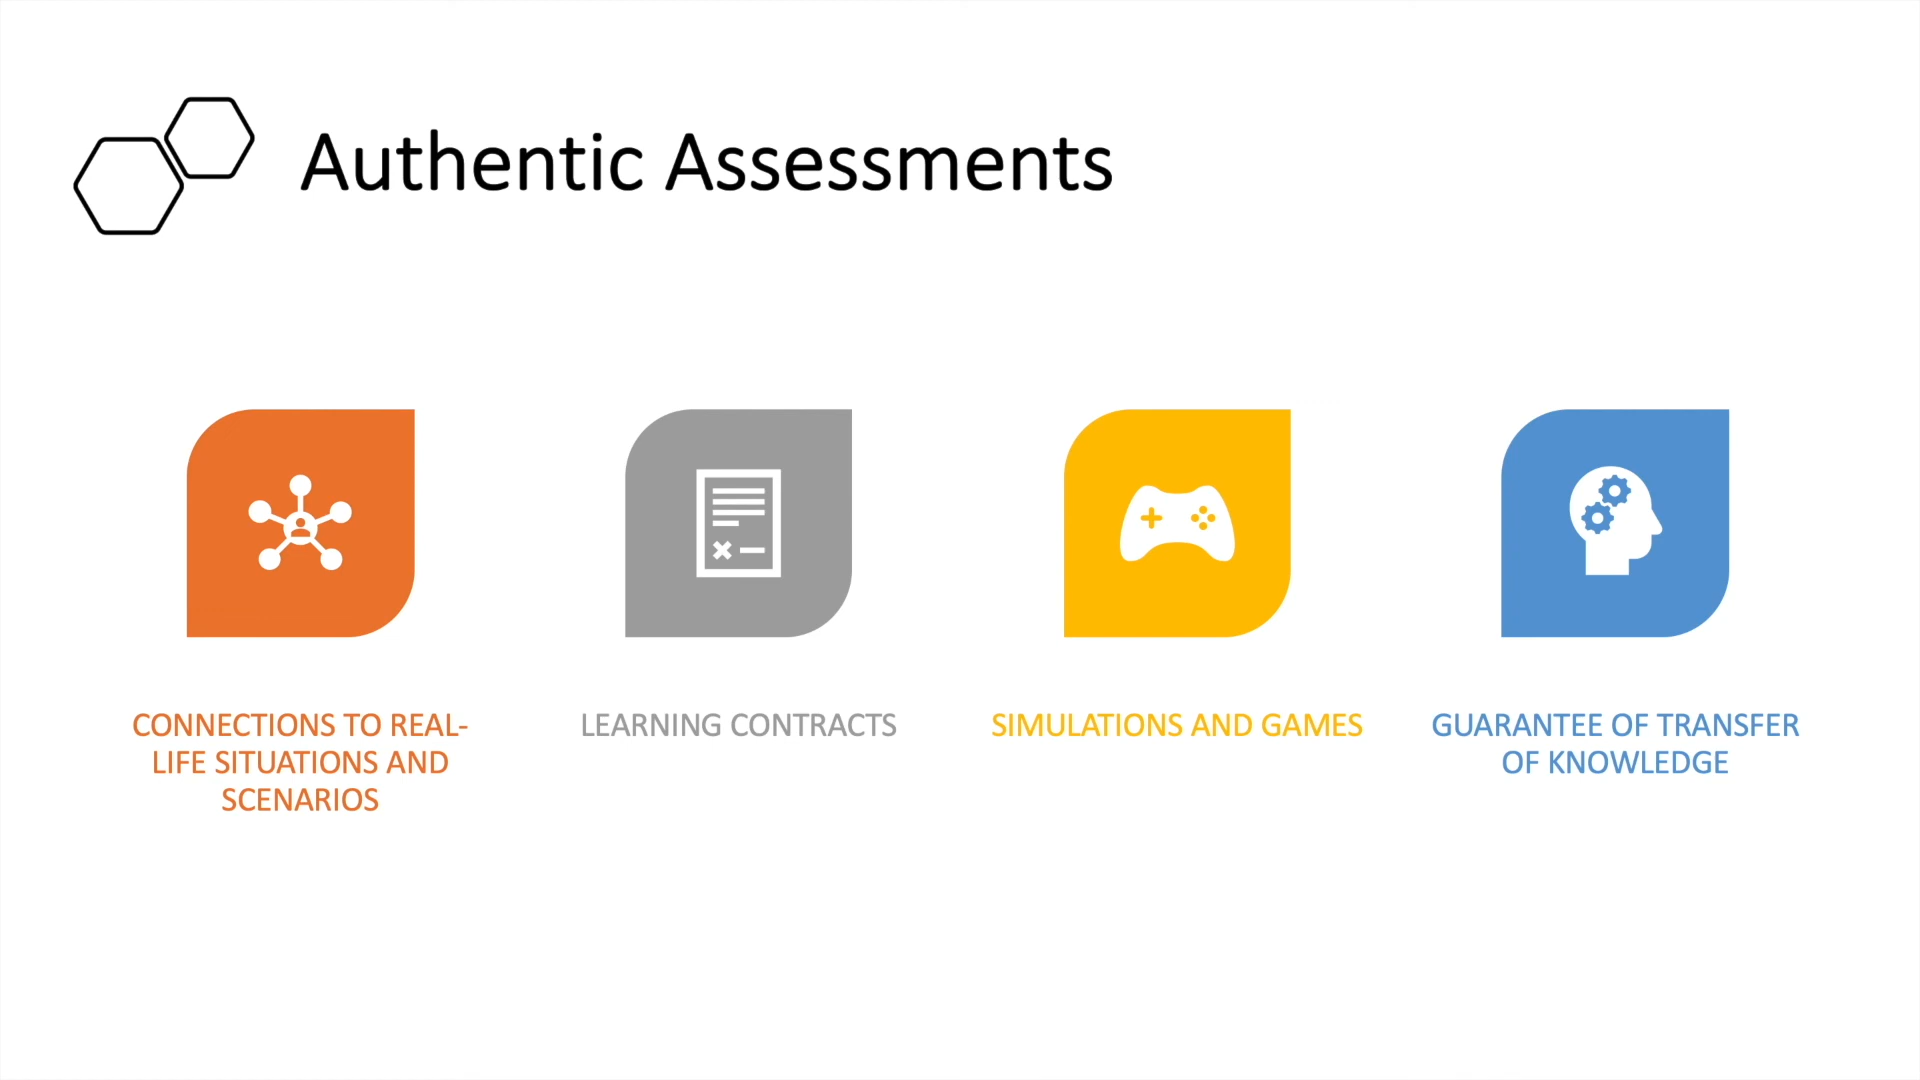 Authentic Assessments
CONNECTIONS TO REAL-
LIFE SITUATIONS AND
SCENARIOS
LEARNING CONTRACTS
SIMULATIONS AND GAMES
GUARANTEE OF TRANSFER
OF KNOWLEDGE